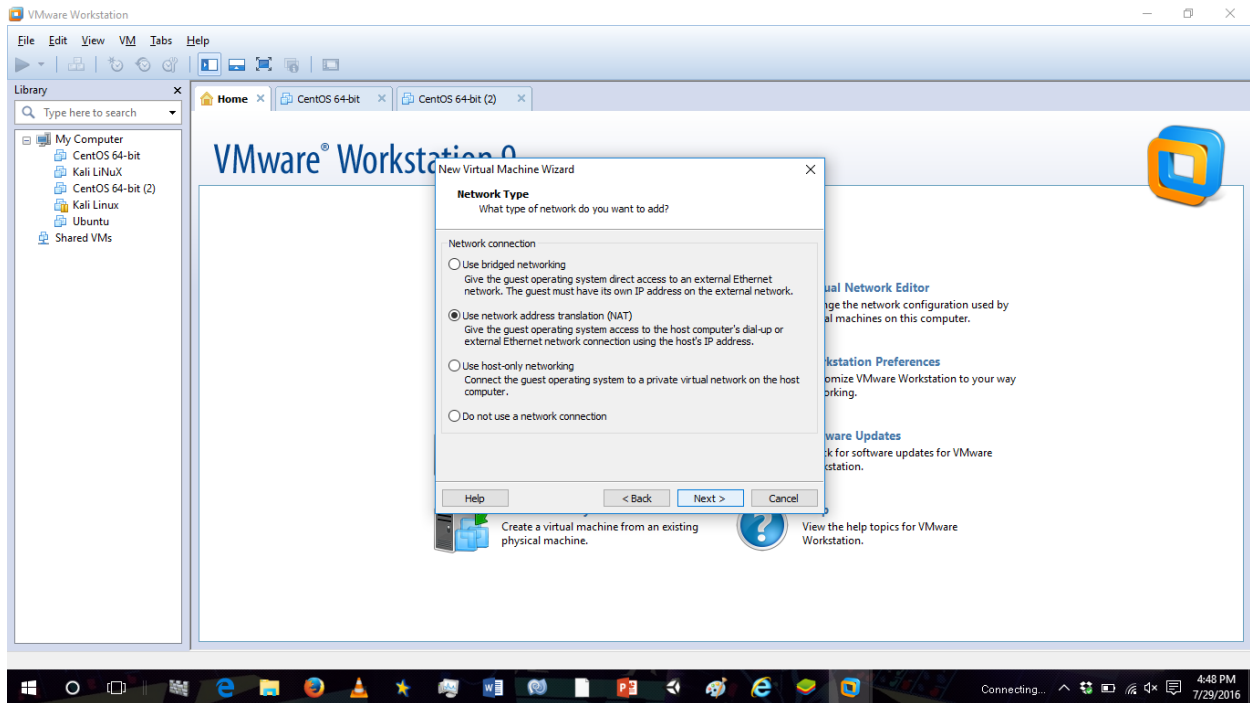 VMware Workstation
File Edit View VM Tabs Help
Library
Type here to search
My Computer
CentOS 64-bit
Kali LiNuX
CentOS 64-bit (2)
Kali Linux
Ubuntu
Shared VMs
Home CentOS 64-bit CentOS 64-bit (2)
VMware® Workstation 9
New Virtual Machine Wizard
Network Type
What type of network do you want to add?
Network connection
Use bridged networking
Give the guest operating system direct access to an external Ethernet
network. The guest must have its own IP address on the external network.
Use network address translation (NAT)
Give the guest operating system access to the host computer's dial-up or
external Ethernet network connection using the host's IP address.
Use host-only networking
Connect the guest operating system to a private virtual network on the host
computer.
Do not use a network connection
Help < Back Next > Cancel
ual Network Editor
nge the network configuration used by
al machines on this computer.
kstation Preferences
omize VMware Workstation to your way
orking.
ware Updates
ck for software updates for VMware
kstation.
Create a virtual machine from an existing
physical machine.
View the help topics for VMware
Workstation.
Connecting...
4:48 PM
7/29/2016